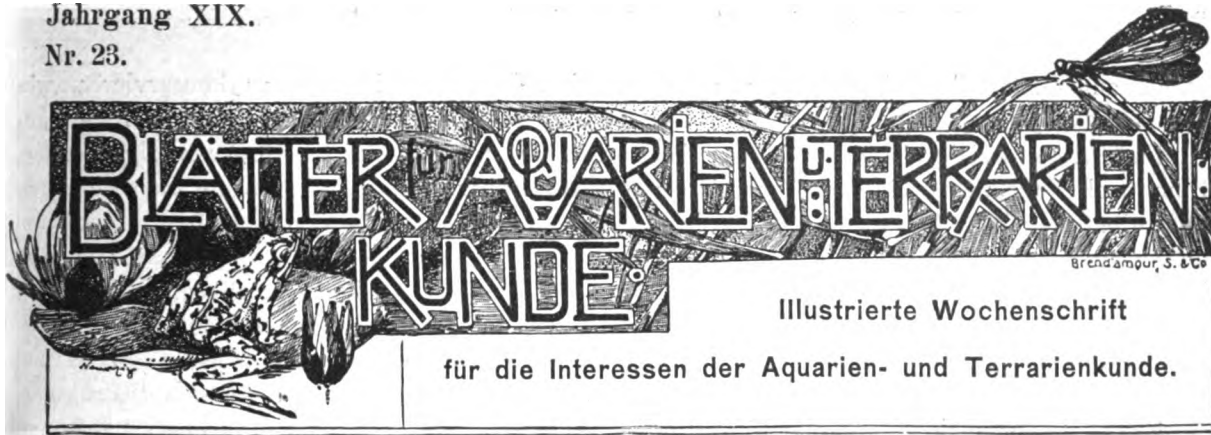 Jahrgang XIX.
Nr. 23.
BLÄTTER für AQUARIEN- u. TERRARIEN-
KUNDE.
Brend'amour, S. & Co
Illustrierte Wochenschrift
für die Interessen der Aquarien- und Terrarienkunde.